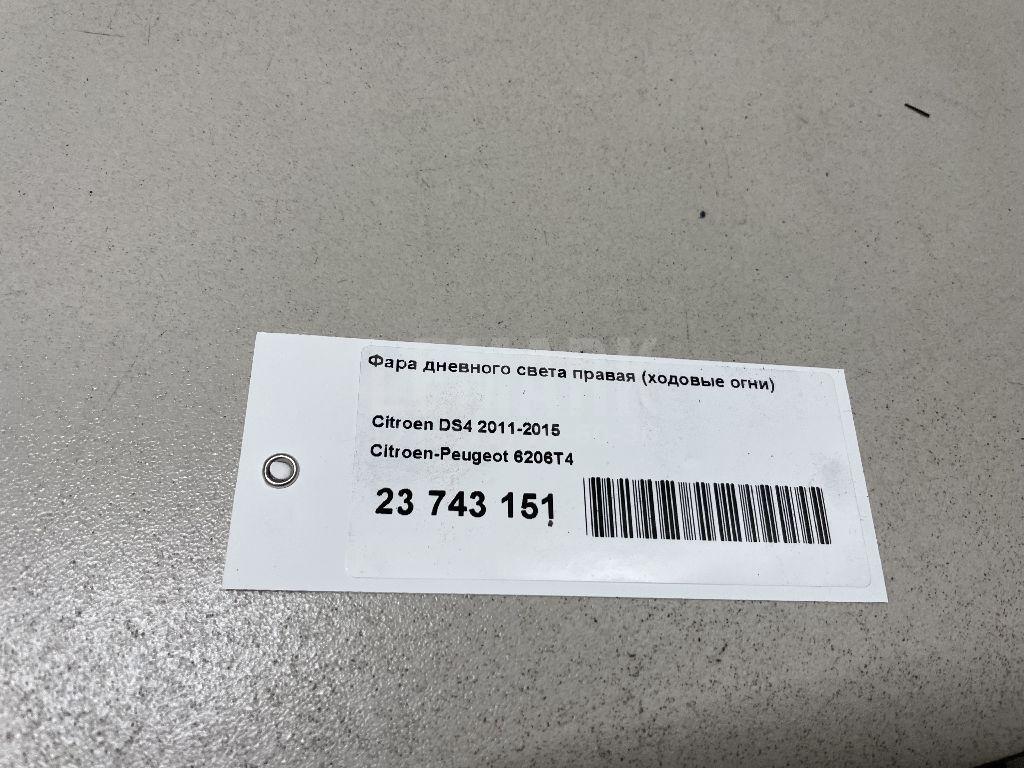 Фара дневного света правая (ходовые огни)
Citroen DS4 2011-2015
Citroen-Peugeot 6206T4
23 743 151